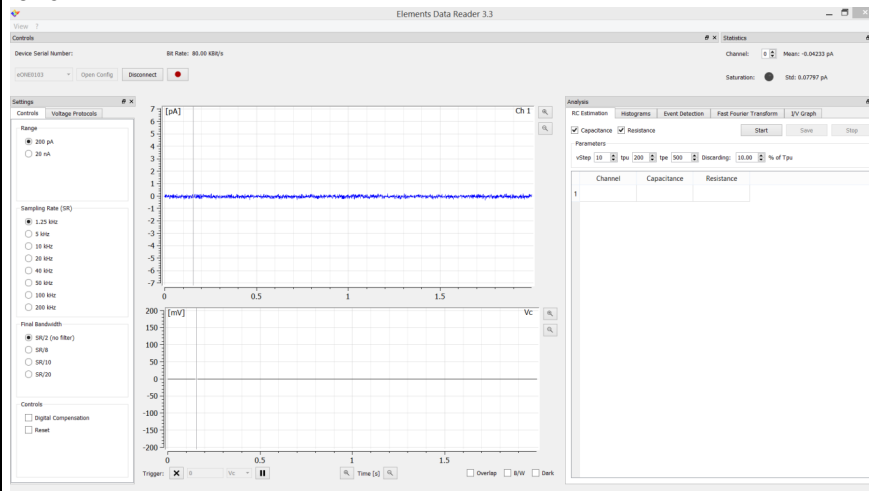 Elements Data Reader 3.3
View ?
Controls
Statistics
Device Serial Number:
Bit Rate: 80.00 KBit/s
Channel: 0 Mean: -0.04233 pA
eONE0103 Open Config Disconnect
Saturation: Std: 0.07797 pA
Settings
Controls Voltage Protocols
Range
200 pA
20 nA
Sampling Rate (SR)
1.25 kHz
5 kHz
10 kHz
20 kHz
40 kHz
50 kHz
100 kHz
200 kHz
Final Bandwidth
SR/2 (no filter)
SR/8
SR/10
SR/20
Controls
Digital Compensation
Reset
[pA] Ch 1
7
6
5
4
3
2
1
0
-1
-2
-3
-4
-5
-6
-7
0 0.5 1 1.5
[mV] Vc
200
150
100
50
0
-50
-100
-150
-200
0 0.5 1 1.5
Trigger: 0 Vc Time [s] Overlap B/W Dark
Analysis
RC Estimation Histograms Event Detection Fast Fourier Transform I/V Graph
Capacitance Resistance Start Save Stop
Parameters
vStep 10 tpu 200 tpe 500 Discarding: 10.00 % of Tpu
Channel Capacitance Resistance
1